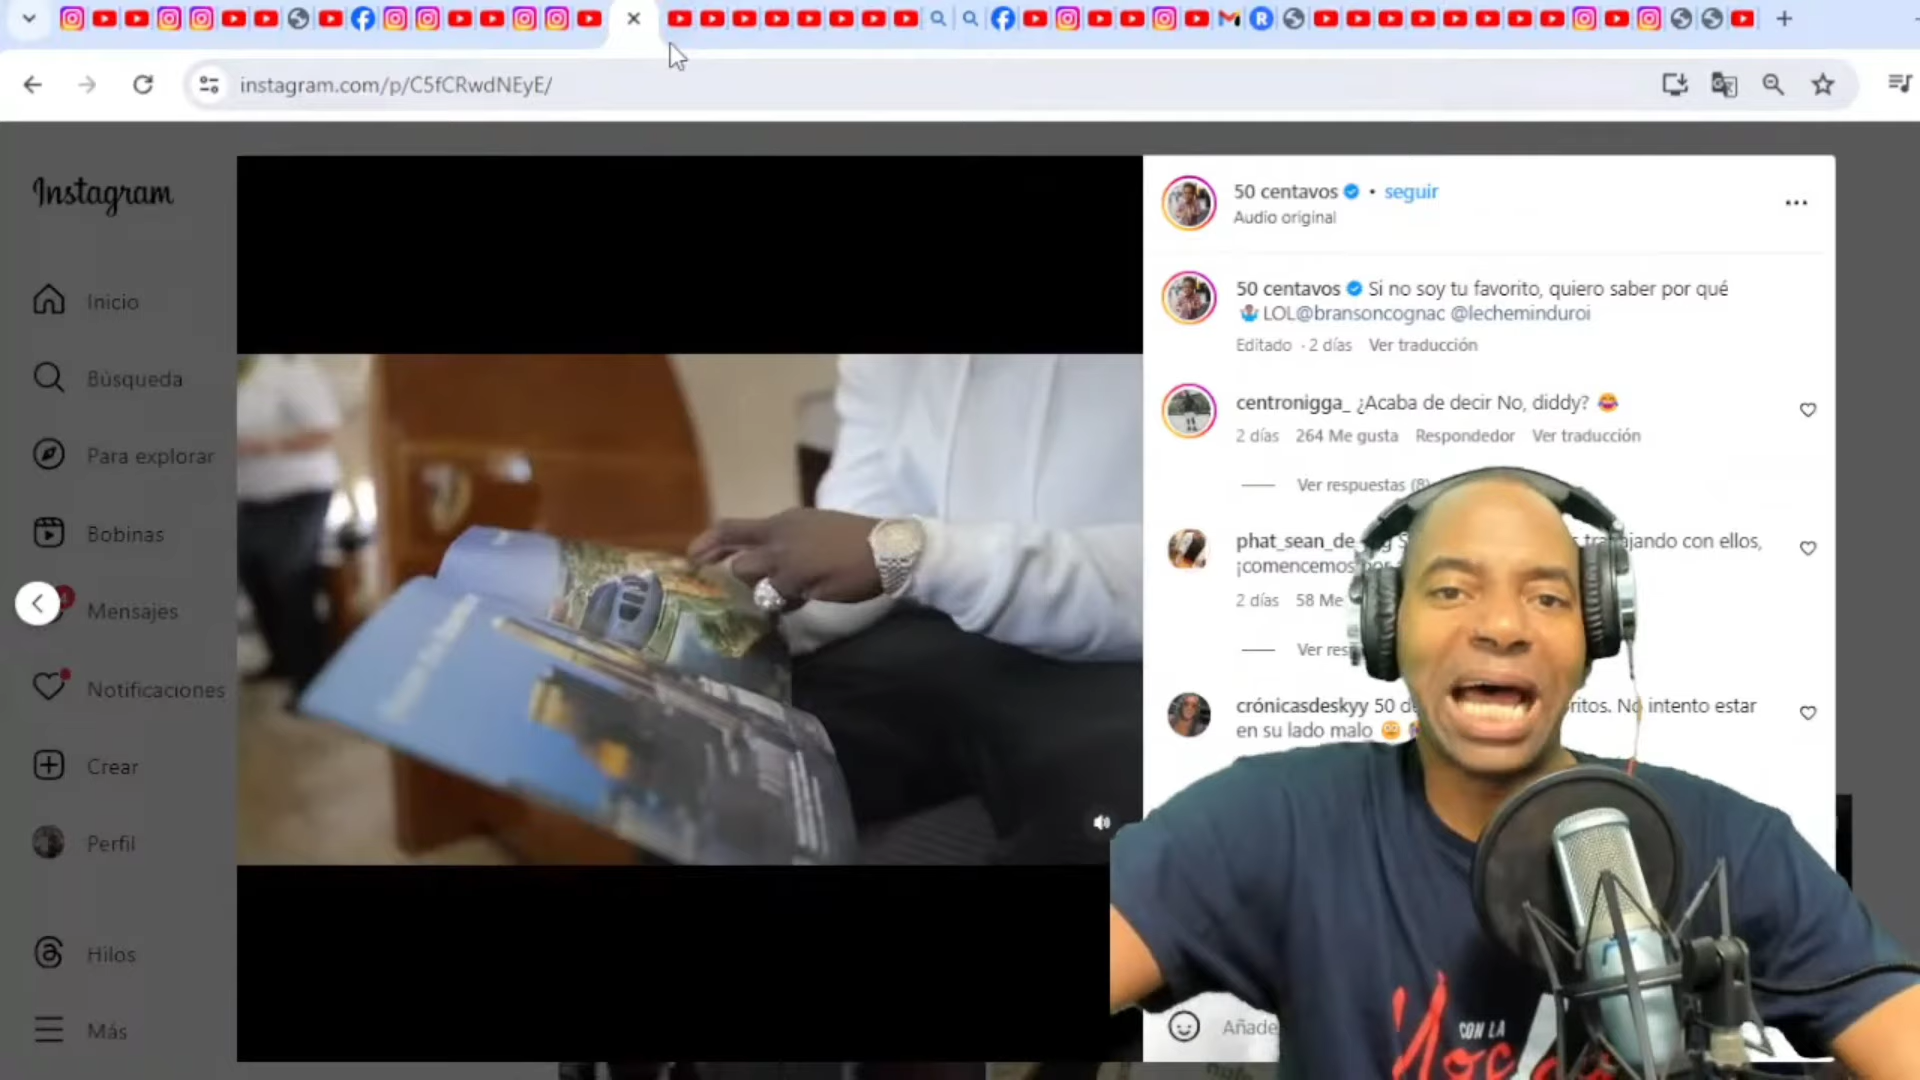 instagram.com/p/C5fCRwdNEyE/
Instagram
Inicio
Búsqueda
Para explorar
Bobinas
Mensajes
Notificaciones
Crear
Perfil
Hilos
Más
50 centavos • seguir
Audio original
50 centavos Si no soy tu favorito, quiero saber por qué
LOL@bransoncognac @lecheminduroi
Editado · 2 días Ver traducción
centronigga_ ¿Acaba de decir No, diddy?
2 días 264 Me gusta Respondedor Ver traducción
Ver respuestas (8)
phat_sean_de trabajando con ellos,
¡comencemos por
2 días 58 Me
Ver res
crónicasdeskyy 50 ritos. No intento estar
en su lado malo
Añade
CON LA